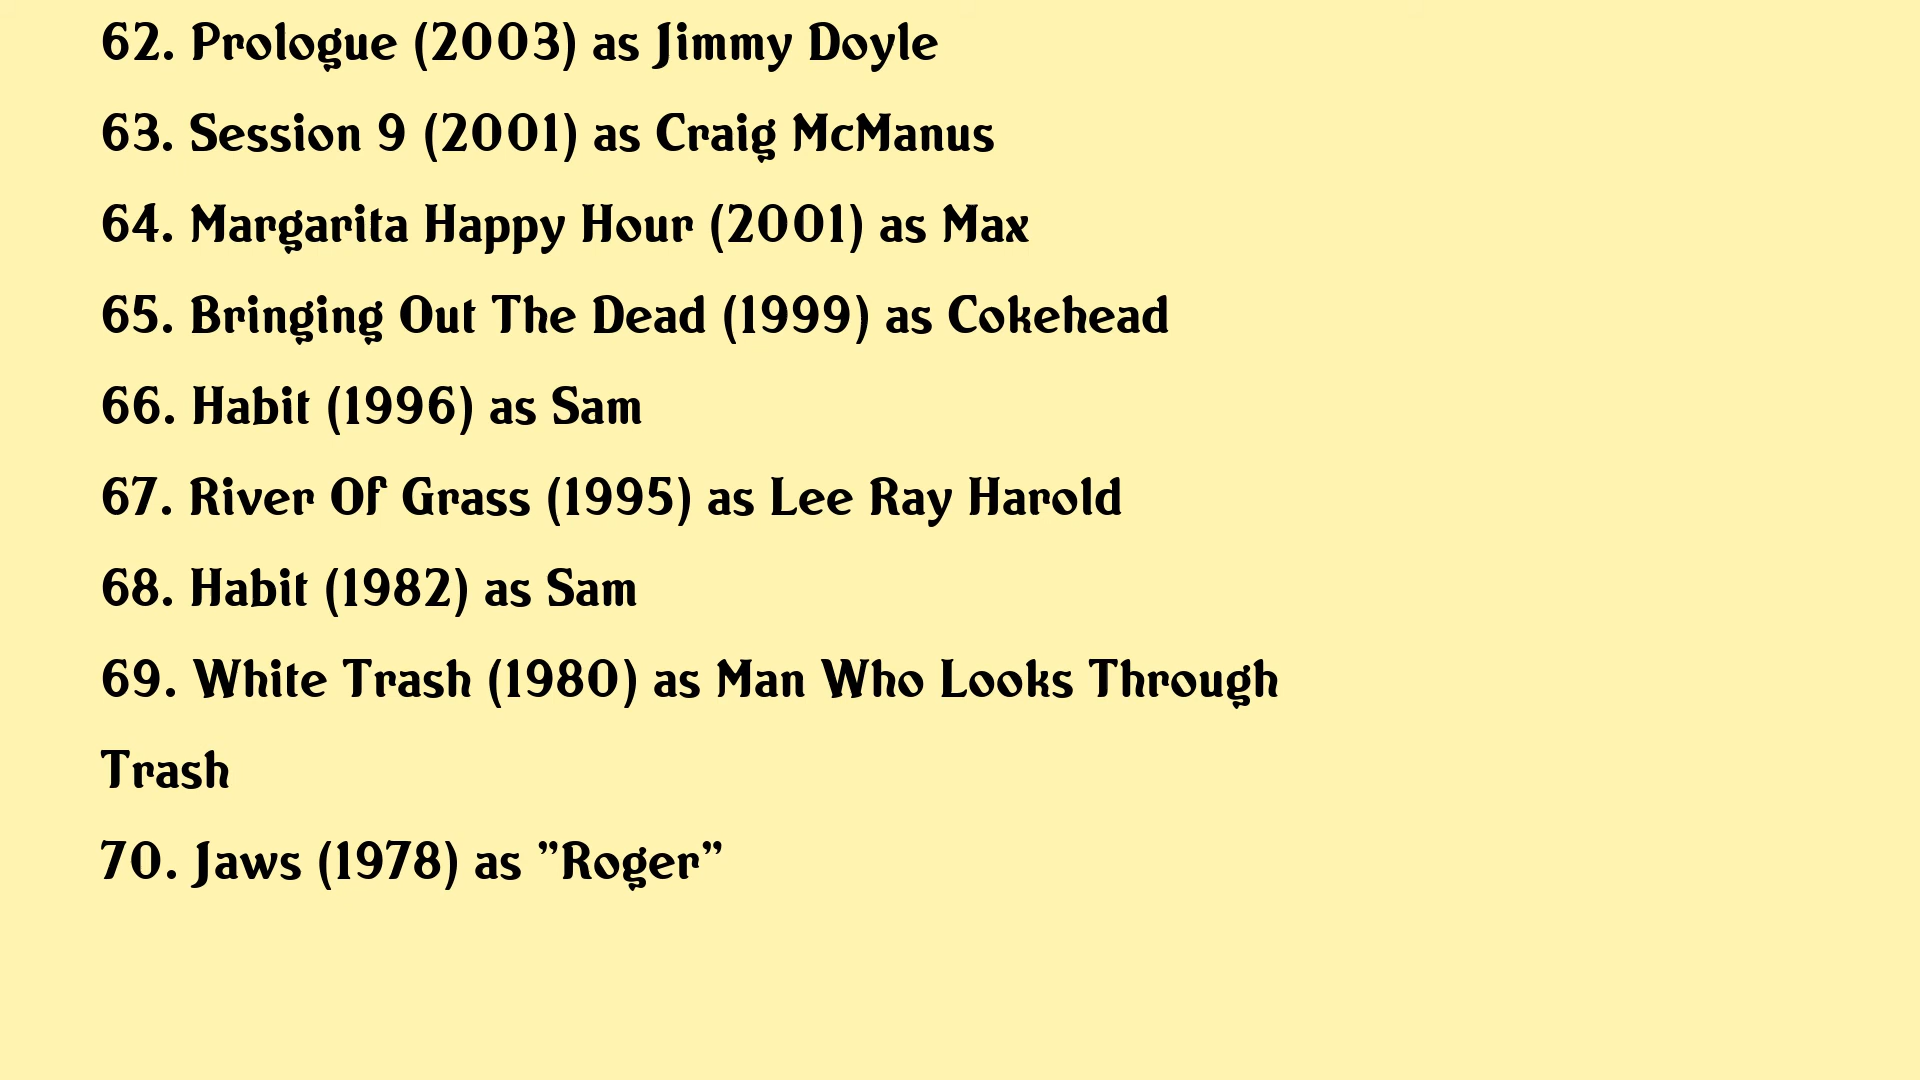 62. Prologue (2003) as Jimmy Doyle
63. Session 9 (2001) as Craig McManus
64. Margarita Happy Hour (2001) as Max
65. Bringing Out The Dead (1999) as Cokehead
66. Habit (1996) as Sam
67. River Of Grass (1995) as Lee Ray Harold
68. Habit (1982) as Sam
69. White Trash (1980) as Man Who Looks Through
Trash
70. Jaws (1978) as ”Roger”